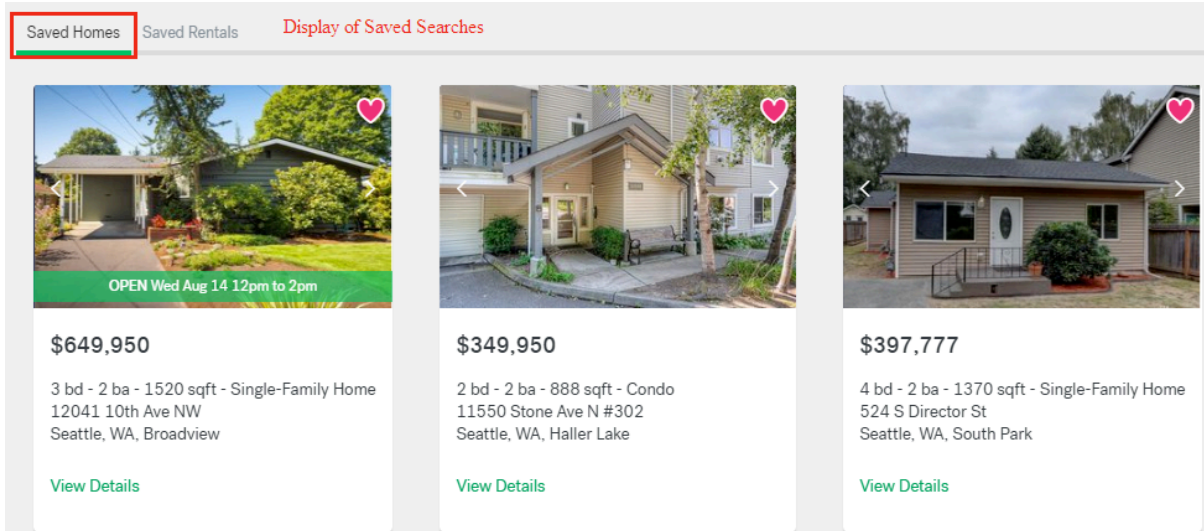 Saved Homes
Saved Rentals
Display of Saved Searches
OPEN Wed Aug 14 12pm to 2pm
$649,950
3 bd - 2 ba - 1520 sqft - Single-Family Home
12041 10th Ave NW
Seattle, WA, Broadview
View Details
$349,950
2 bd - 2 ba - 888 sqft - Condo
11550 Stone Ave N #302
Seattle, WA, Haller Lake
View Details
$397,777
4 bd - 2 ba - 1370 sqft - Single-Family Home
524 S Director St
Seattle, WA, South Park
View Details